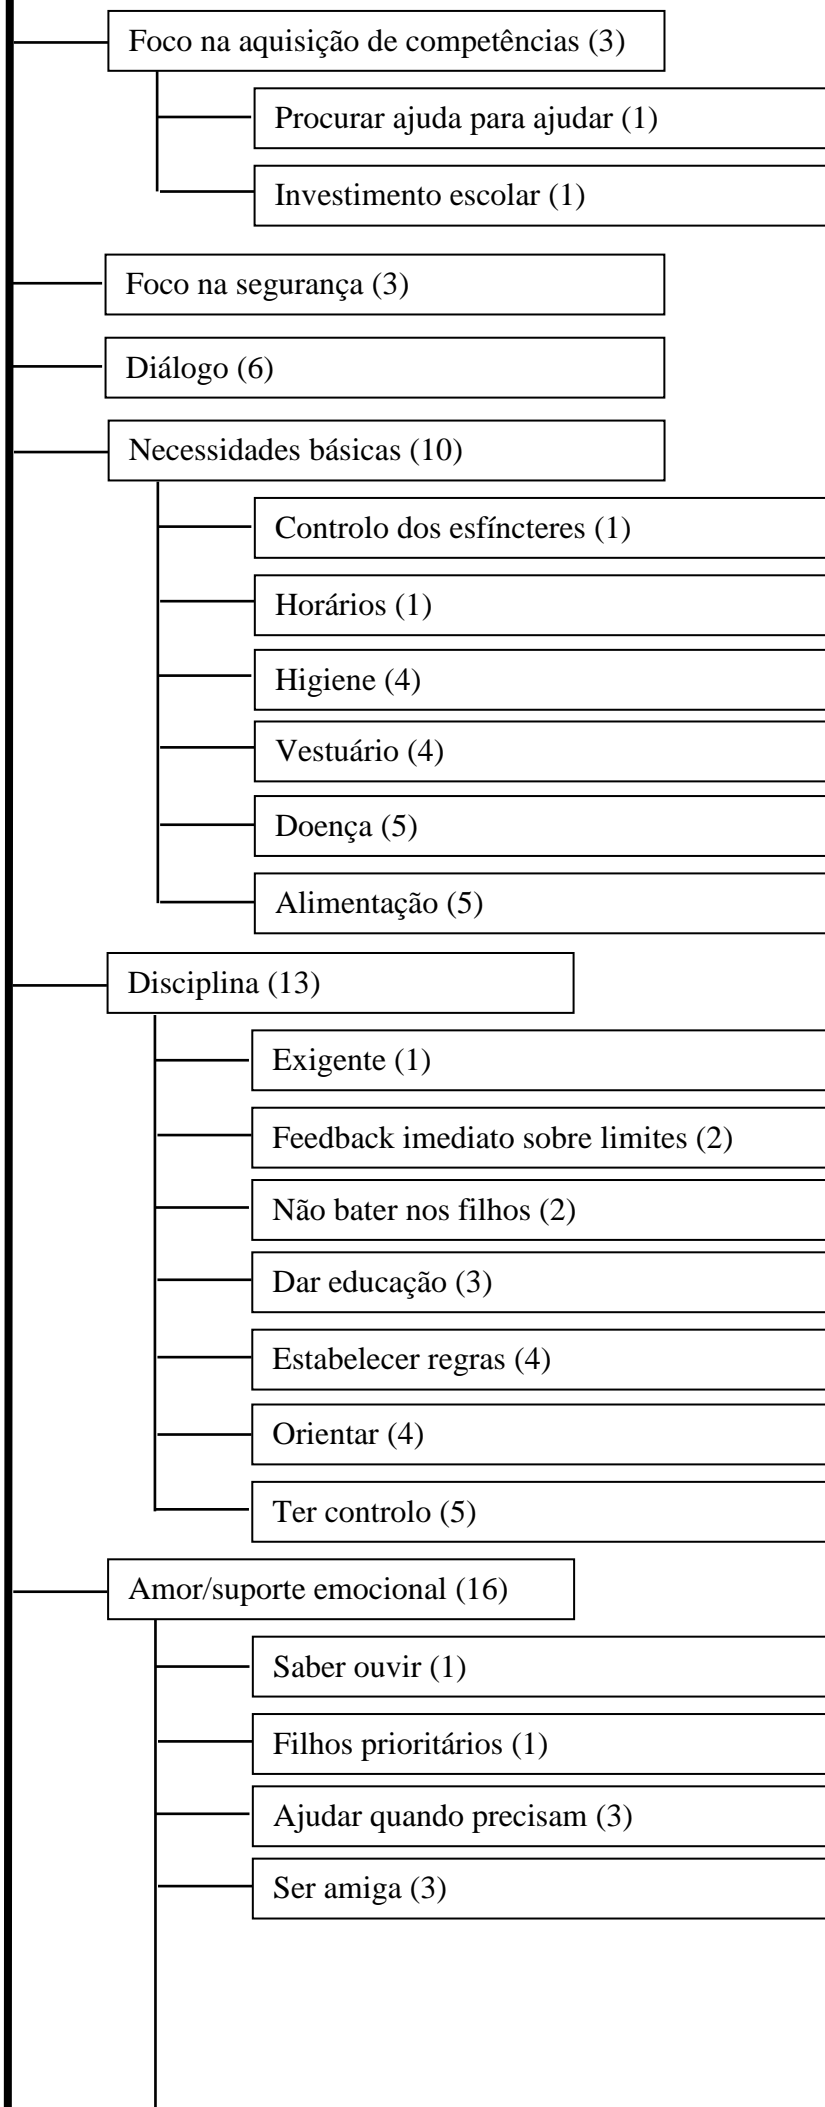 Foco na aquisição de competências (3)
Procurar ajuda para ajudar (1)
Investimento escolar (1)
Foco na segurança (3)
Diálogo (6)
Necessidades básicas (10)
Controlo dos esfíncteres (1)
Horários (1)
Higiene (4)
Vestuário (4)
Doença (5)
Alimentação (5)
Disciplina (13)
Exigente (1)
Feedback imediato sobre limites (2)
Não bater nos filhos (2)
Dar educação (3)
Estabelecer regras (4)
Orientar (4)
Ter controlo (5)
Amor/suporte emocional (16)
Saber ouvir (1)
Filhos prioritários (1)
Ajudar quando precisam (3)
Ser amiga (3)